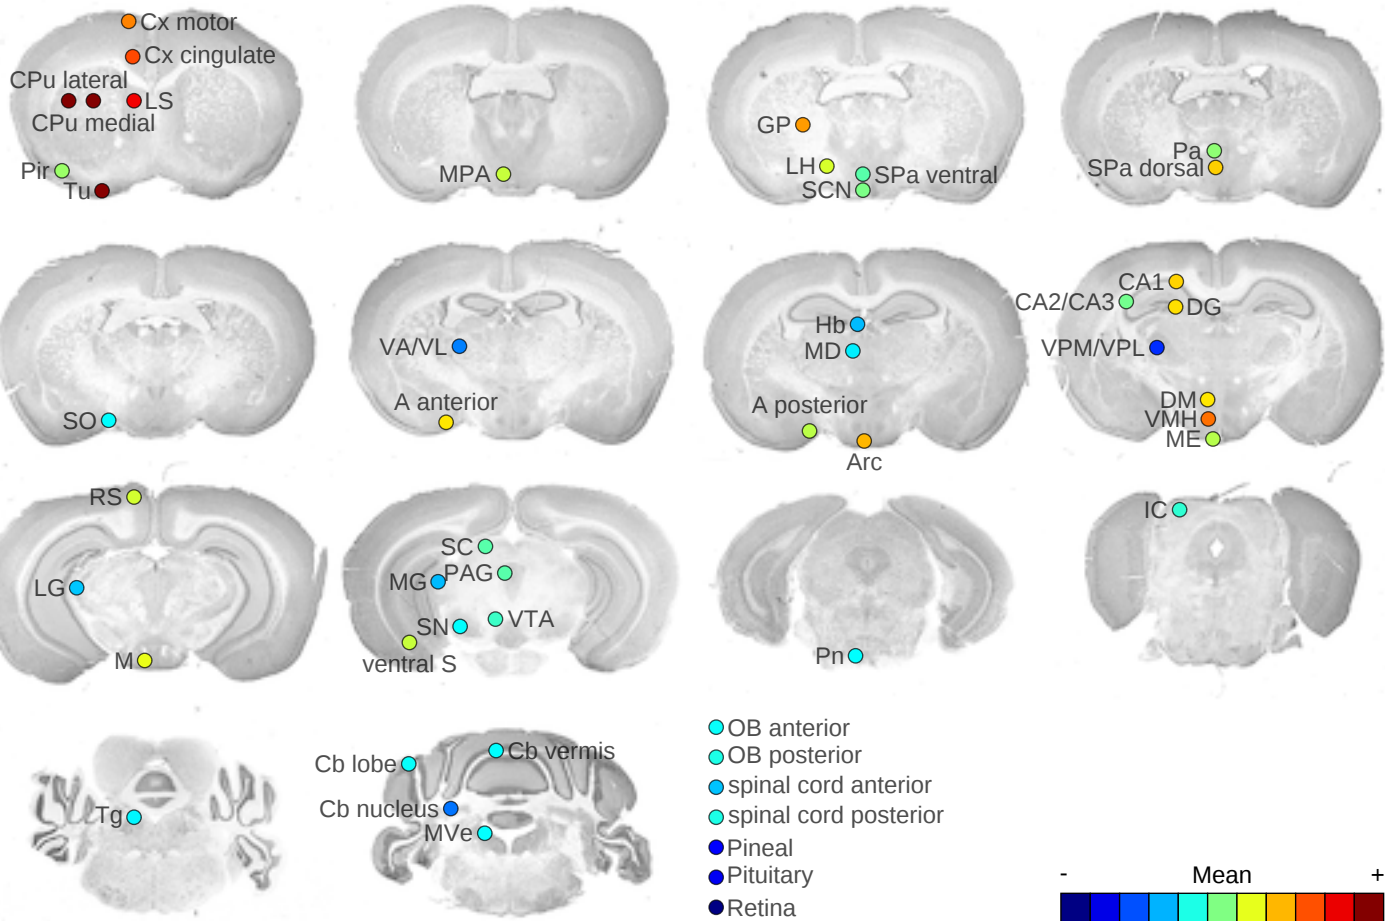 Cx motor
Cx cingulate
CPu lateral
LS
CPu medial
Pir
Tu
MPA
GP
LH
SPa ventral
SCN
Pa
SPa dorsal
SO
VA/VL
A anterior
Hb
MD
A posterior
Arc
CA1
CA2/CA3
DG
VPM/VPL
DM
VMH
ME
RS
LG
M
SC
PAG
MG
VTA
SN
ventral S
Pn
IC
Tg
Cb lobe
Cb vermis
Cb nucleus
MVe
OB anterior
OB posterior
spinal cord anterior
spinal cord posterior
Pineal
Pituitary
Retina
- Mean +